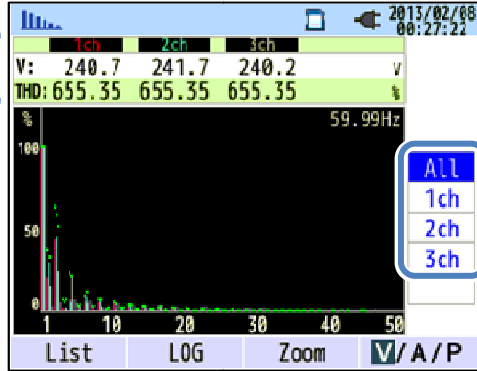 2013/02/08
00:27:22
1ch 2ch 3ch
V: 240.7 241.7 240.2 V
THD: 655.35 655.35 655.35 %
% 59.99Hz
100
50
0
1 10 20 30 40 50
All
1ch
2ch
3ch
List LOG Zoom V/A/P